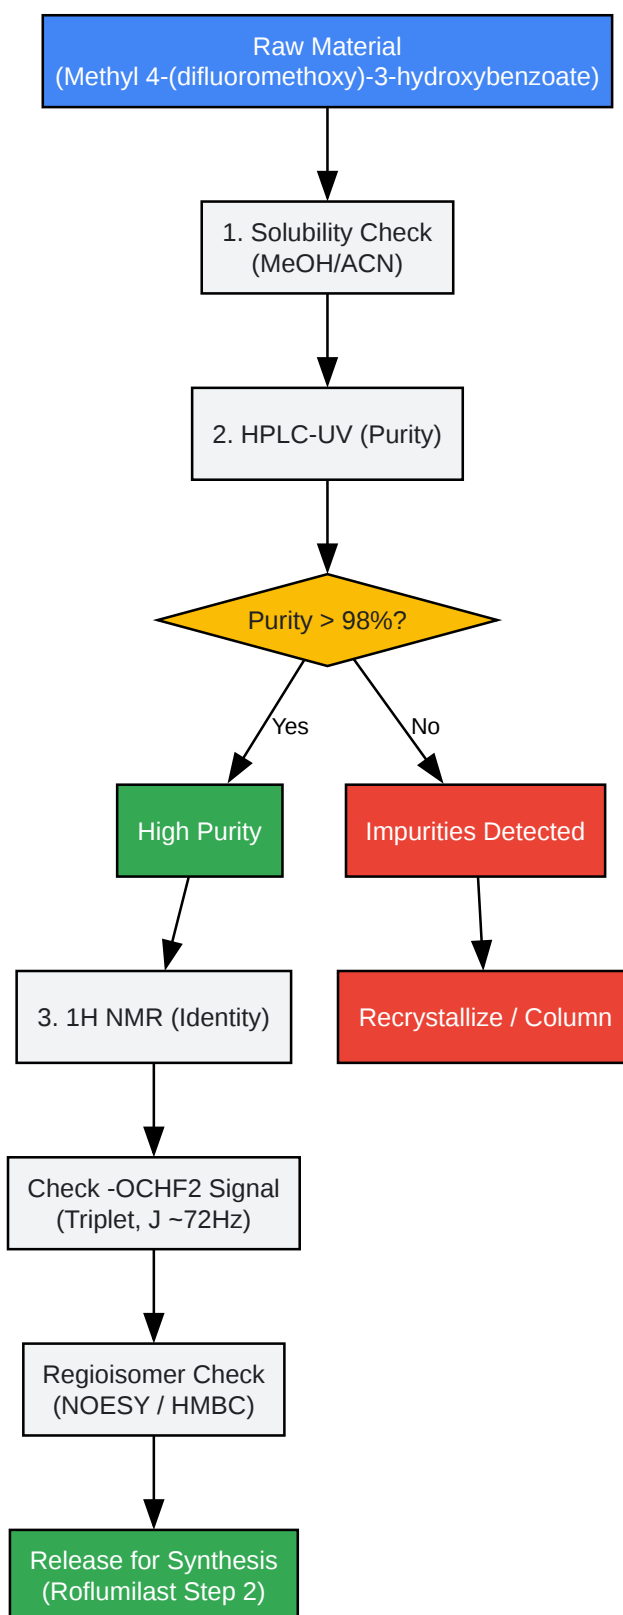 Raw Material
(Methyl 4-(difluoromethoxy)-3-hydroxybenzoate)
1. Solubility Check
(MeOH/ACN)
2. HPLC-UV (Purity)
Purity > 98%?
Yes
No
High Purity
Impurities Detected
3. 1H NMR (Identity)
Recrystallize / Column
Check -OCHF2 Signal
(Triplet, J ~72Hz)
Regioisomer Check
(NOESY / HMBC)
Release for Synthesis
(Roflumilast Step 2)